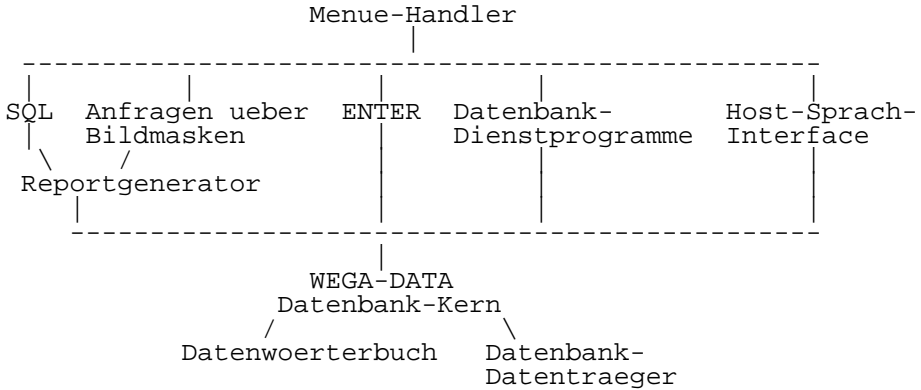 Menue-Handler
SQL Anfragen ueber ENTER Datenbank- Host-Sprach-
Bildmasken Dienstprogramme Interface
Reportgenerator
WEGA-DATA
Datenbank-Kern
Datenwoerterbuch Datenbank-
Datentraeger